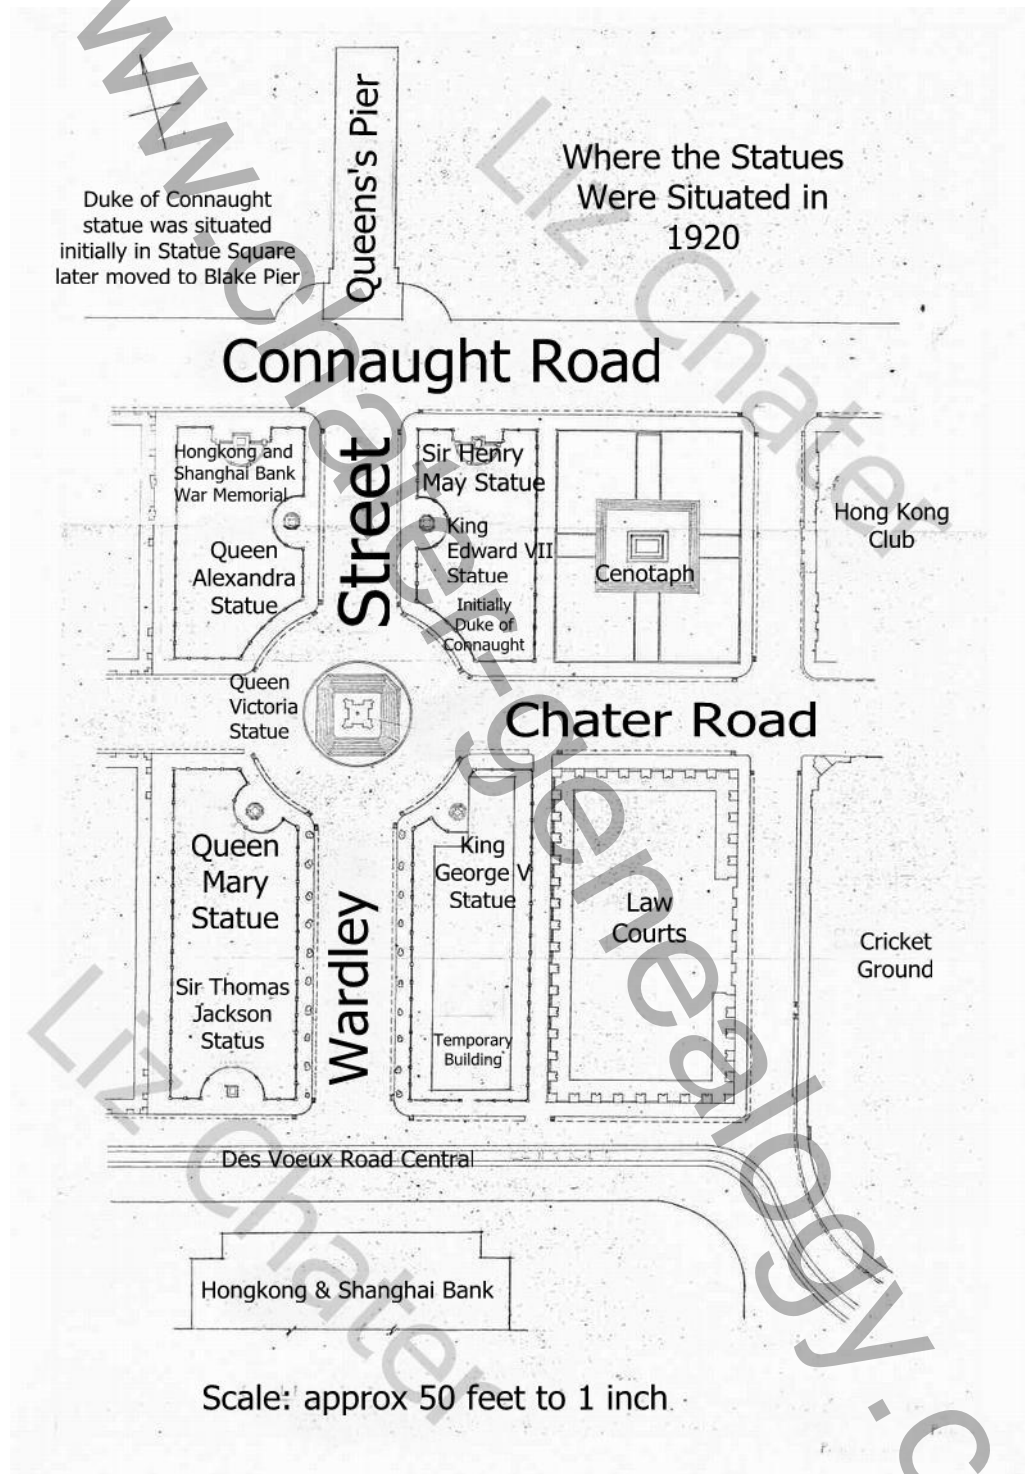 Queens's Pier
Where the Statues
Were Situated in
1920
Duke of Connaught
statue was situated
initially in Statue Square
later moved to Blake Pier
Connaught Road
Street
Hongkong and
Shanghai Bank
War Memorial
Queen
Alexandra
Statue
Sir Henry
May Statue
King
Edward VII
Statue
Initially
Duke of
Connaught
Cenotaph
Hong Kong
Club
Queen
Victoria
Statue
Chater Road
Queen
Mary
Statue
Sir Thomas
Jackson
Status
Wardley
King
George V
Statue
Temporary
Building
Law
Courts
Cricket
Ground
Des Voeux Road Central
Hongkong & Shanghai Bank
Scale: approx 50 feet to 1 inch
www.chater-genealogy.c
Liz Chater
Liz Chater